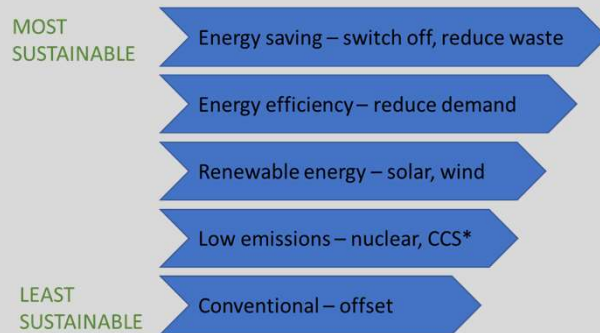 MOST
SUSTAINABLE
Energy saving – switch off, reduce waste
Energy efficiency – reduce demand
Renewable energy – solar, wind
Low emissions – nuclear, CCS*
LEAST
SUSTAINABLE
Conventional – offset